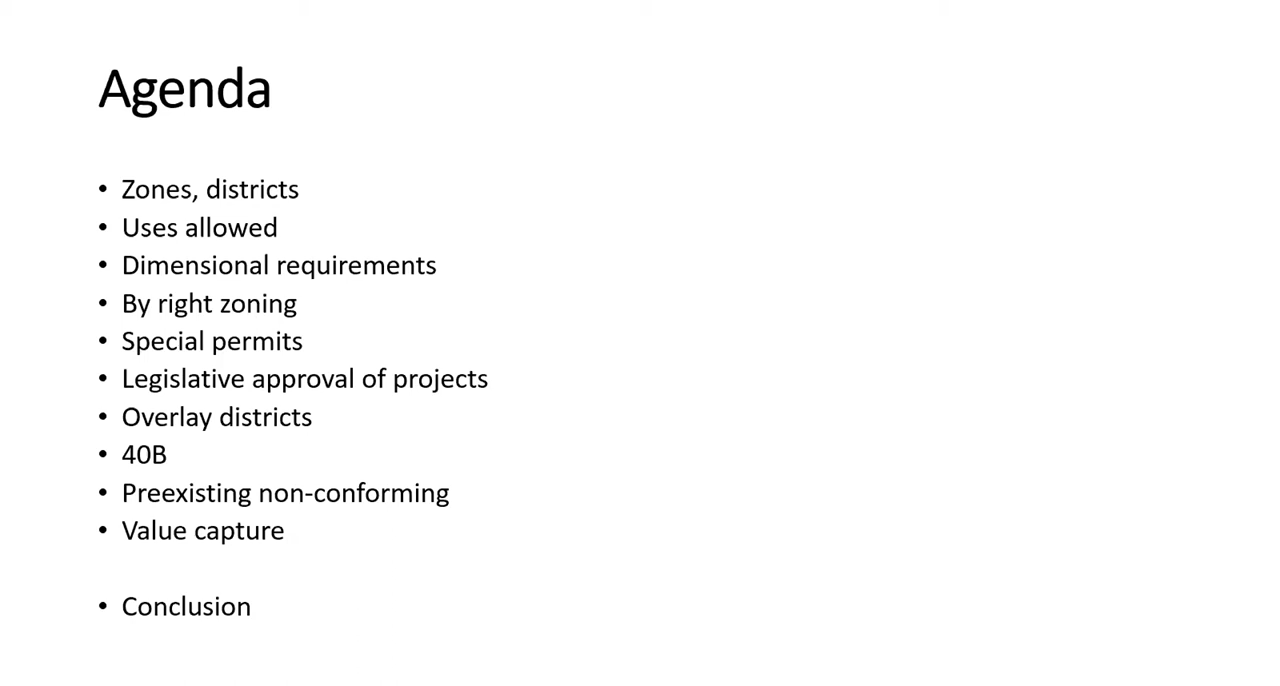 Agenda
• Zones, districts
• Uses allowed
• Dimensional requirements
• By right zoning
• Special permits
• Legislative approval of projects
• Overlay districts
• 40B
• Preexisting non-conforming
• Value capture
• Conclusion